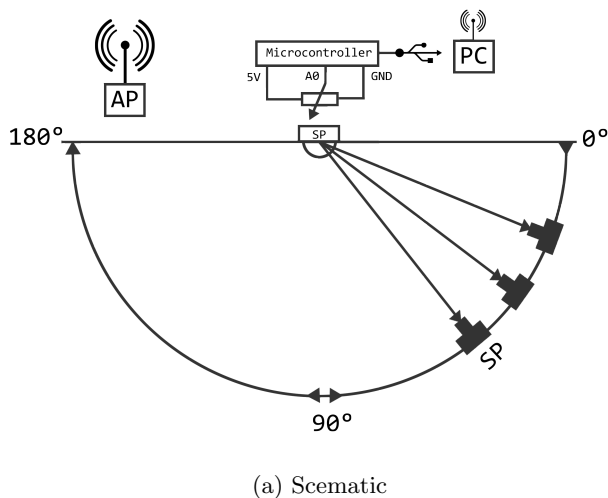 Microcontroller
PC
5V
A0
GND
AP
SP
180°
0°
SP
90°
(a) Scematic